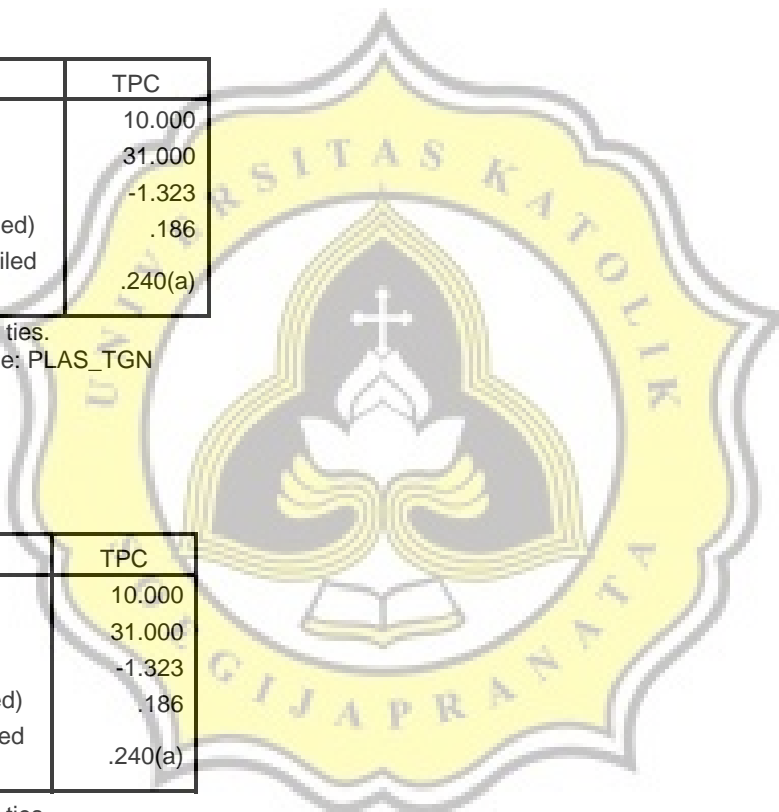 TPC
10.000
31.000
-1.323
ed) .186
iled
.240(a)
ties.
e: PLAS_TGN
UNIVERSITAS KATOLIK
SOEGIJAPRANATA
TPC
10.000
31.000
-1.323
ed) .186
ed
.240(a)
ties.